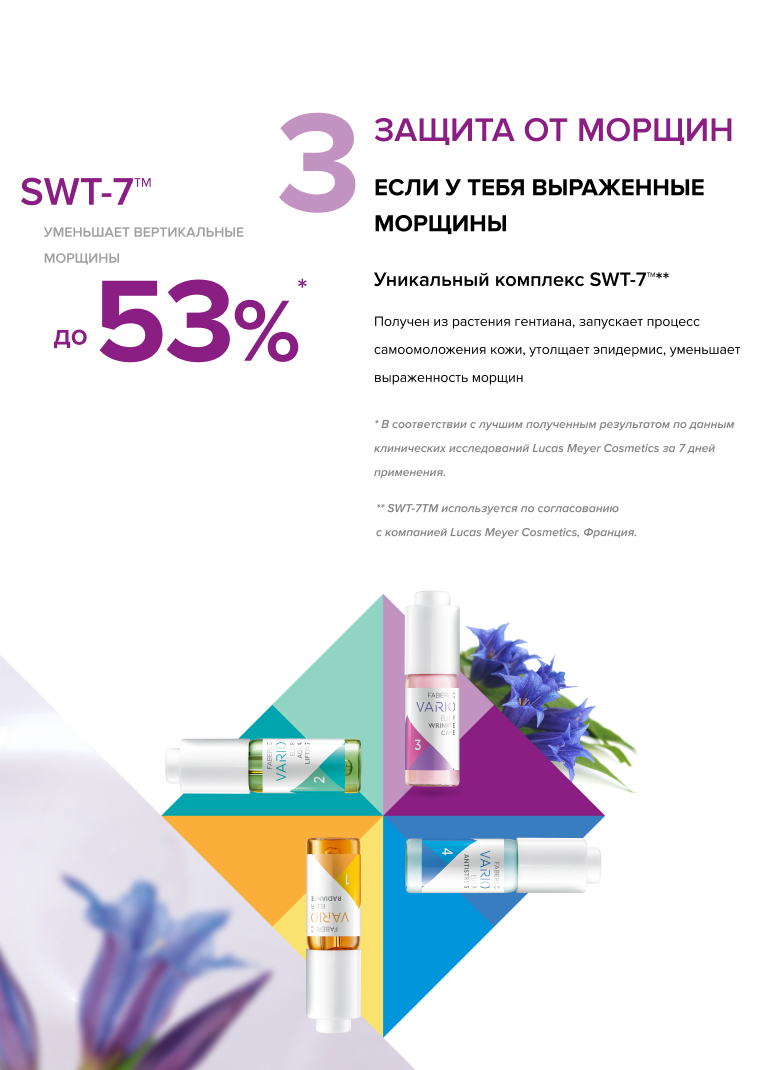 3
ЗАЩИТА ОТ МОРЩИН
ЕСЛИ У ТЕБЯ ВЫРАЖЕННЫЕ
МОРЩИНЫ
SWT-7™
УМЕНЬШАЕТ ВЕРТИКАЛЬНЫЕ
МОРЩИНЫ
до 53%*
Уникальный комплекс SWT-7™**
Получен из растения гентиана, запускает процесс
самоомоложения кожи, утолщает эпидермис, уменьшает
выраженность морщин
* В соответствии с лучшим полученным результатом по данным
клинических исследований Lucas Meyer Cosmetics за 7 дней
применения.
** SWT-7TM используется по согласованию
с компанией Lucas Meyer Cosmetics, Франция.
FABERLIC
VARIO
ELIXIR
WRINKLE
CARE
3
FABERLIC
VARIO
ELIXIR
AQUA
LIFTING
2
FABERLIC
VARIO
ELIXIR
ANTISTRESS
4
FABERLIC
VARIO
ELIXIR
RADIANCE
1